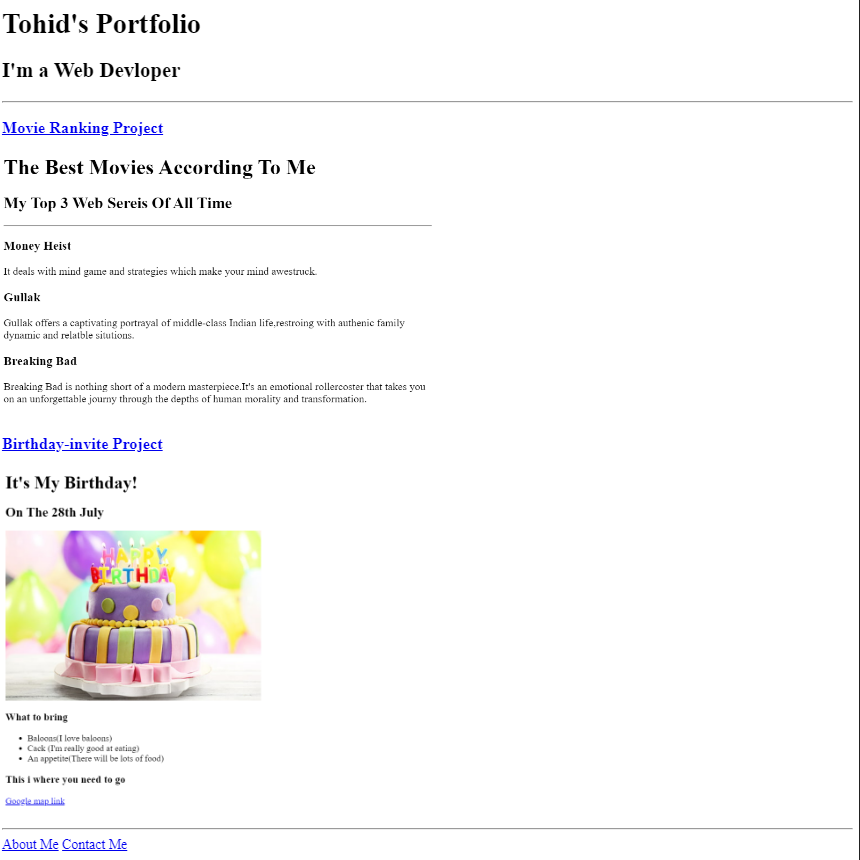 Tohid's Portfolio
I'm a Web Devloper
Movie Ranking Project
The Best Movies According To Me
My Top 3 Web Sereis Of All Time
Money Heist
It deals with mind game and strategies which make your mind awestruck.
Gullak
Gullak offers a captivating portrayal of middle-class Indian life,restroing with authenic family
dynamic and relatble situtions.
Breaking Bad
Breaking Bad is nothing short of a modern masterpiece.It's an emotional rollercoster that takes you
on an unforgettable journy through the depths of human morality and transformation.
Birthday-invite Project
It's My Birthday!
On The 28th July
HAPPY
BIRTHDAY
What to bring
Baloons(I love baloons)
Cack (I'm really good at eating)
An appetite(There will be lots of food)
This i where you need to go
Google map link
About Me Contact Me